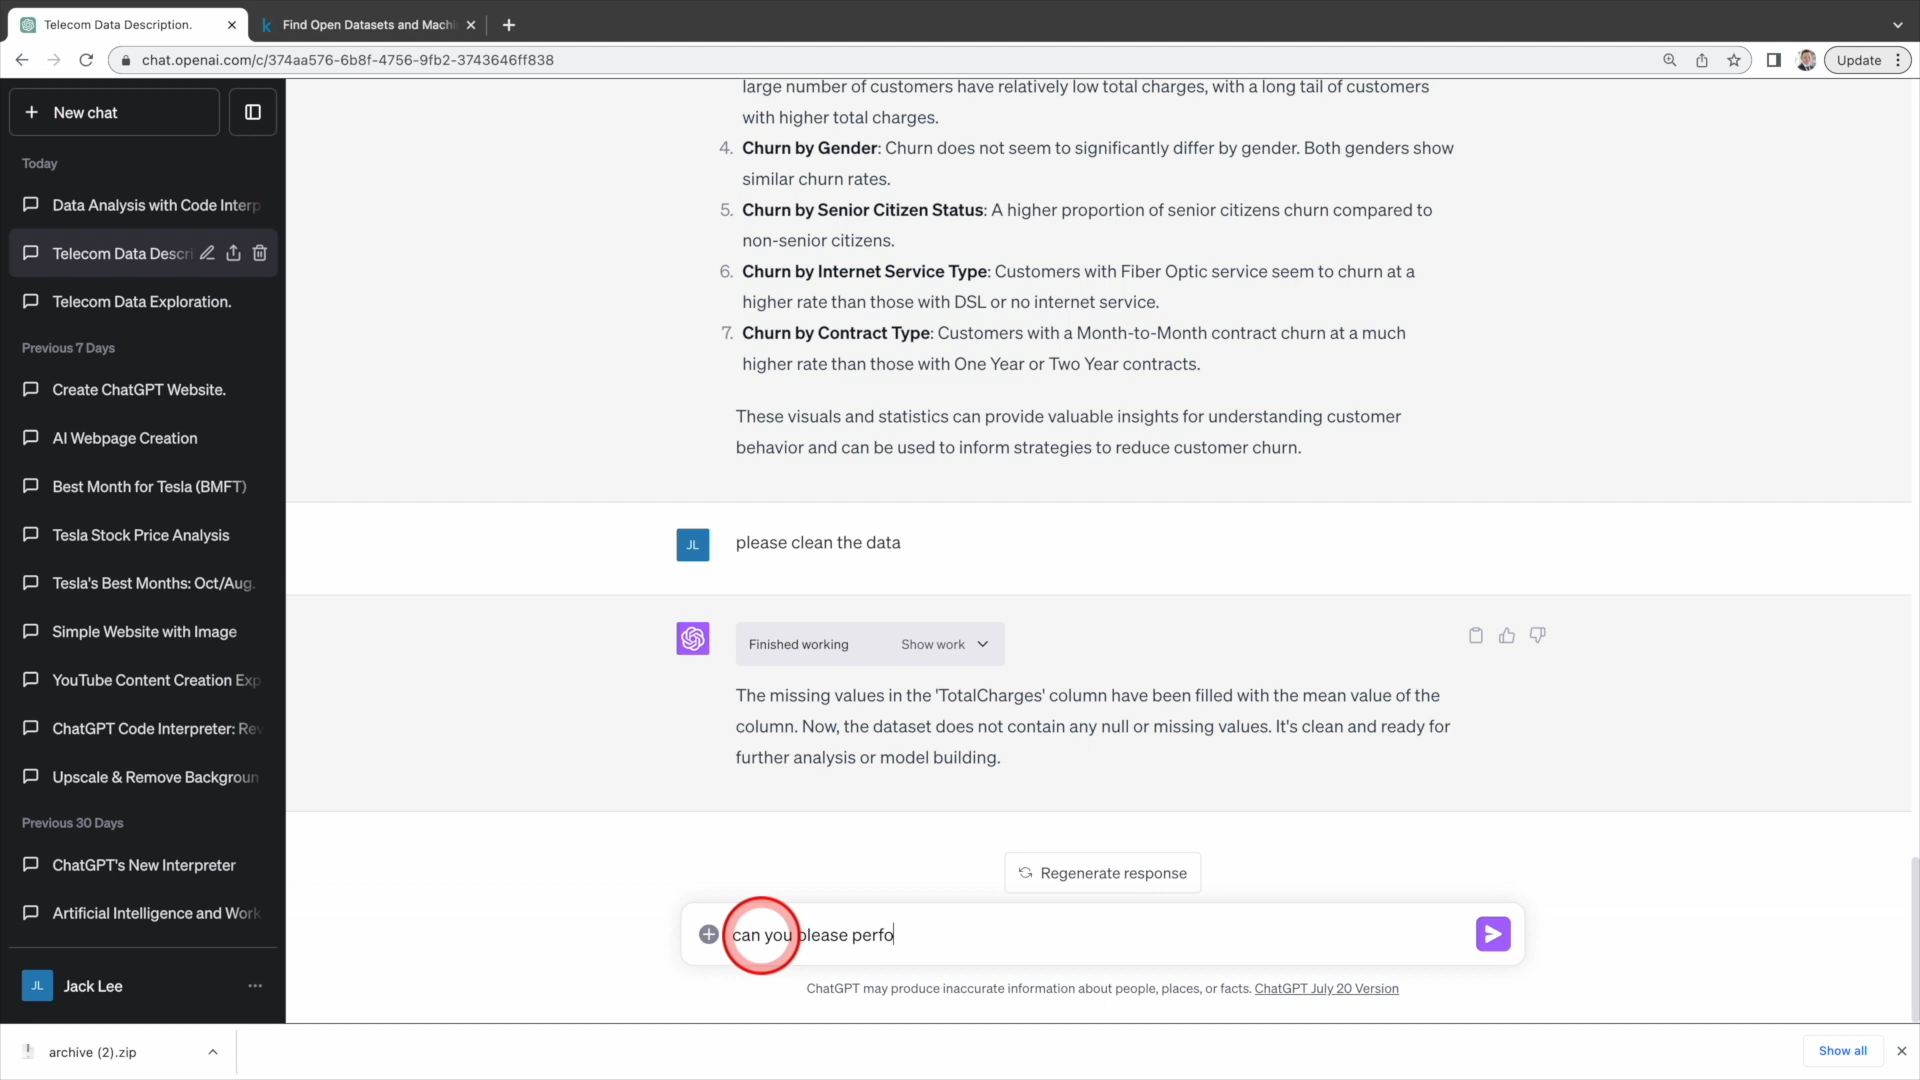 Telecom Data Description.
Find Open Datasets and Machi
chat.openai.com/c/374aa576-6b8f-4756-9fb2-3743646ff838
Update
New chat
Today
Data Analysis with Code Interp
Telecom Data Descri
Telecom Data Exploration.
Previous 7 Days
Create ChatGPT Website.
AI Webpage Creation
Best Month for Tesla (BMFT)
Tesla Stock Price Analysis
Tesla's Best Months: Oct/Aug.
Simple Website with Image
YouTube Content Creation Exp
ChatGPT Code Interpreter: Rev
Upscale & Remove Backgroun
Previous 30 Days
ChatGPT's New Interpreter
Artificial Intelligence and Work
JL
Jack Lee
large number of customers have relatively low total charges, with a long tail of customers
with higher total charges.
4. Churn by Gender: Churn does not seem to significantly differ by gender. Both genders show
similar churn rates.
5. Churn by Senior Citizen Status: A higher proportion of senior citizens churn compared to
non-senior citizens.
6. Churn by Internet Service Type: Customers with Fiber Optic service seem to churn at a
higher rate than those with DSL or no internet service.
7. Churn by Contract Type: Customers with a Month-to-Month contract churn at a much
higher rate than those with One Year or Two Year contracts.
These visuals and statistics can provide valuable insights for understanding customer
behavior and can be used to inform strategies to reduce customer churn.
JL
please clean the data
Finished working
Show work
The missing values in the 'TotalCharges' column have been filled with the mean value of the
column. Now, the dataset does not contain any null or missing values. It's clean and ready for
further analysis or model building.
Regenerate response
can you please perfo
ChatGPT may produce inaccurate information about people, places, or facts. ChatGPT July 20 Version
archive (2).zip
Show all